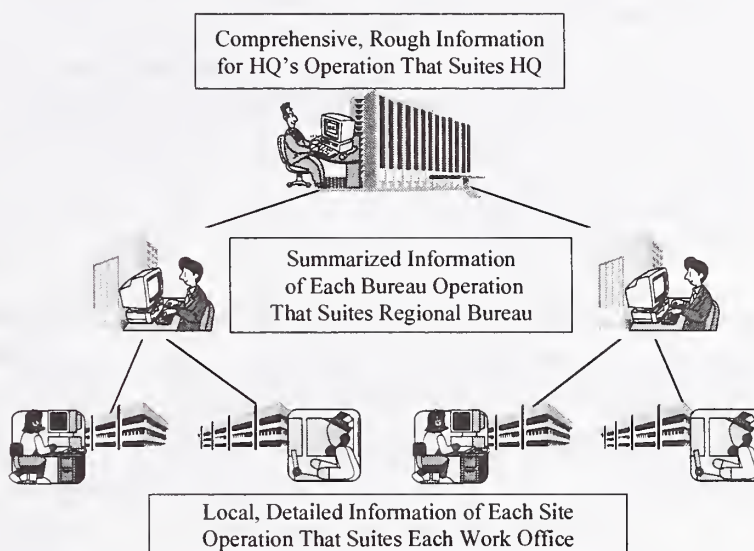 Comprehensive, Rough Information
for HQ's Operation That Suites HQ
Summarized Information
of Each Bureau Operation
That Suites Regional Bureau
Local, Detailed Information of Each Site
Operation That Suites Each Work Office